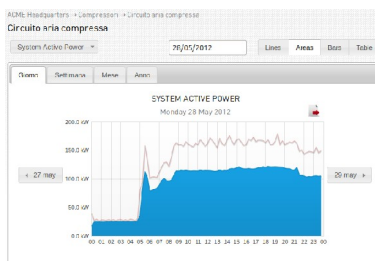 ACME Headquarters → Compressori → Circuito aria compressa
Circuito aria compressa
System Active Power
28/05/2012
Lines Areas Bars Table
Giorno Settimana Mese Anno
SYSTEM ACTIVE POWER
Monday 28 May 2012
200.0 kW
150.0 kW
100.0 kW
50.0 kW
0.0 kW
27 may
29 may
00 01 02 03 04 05 06 07 08 09 10 11 12 13 14 15 16 17 18 19 20 21 22 23 00